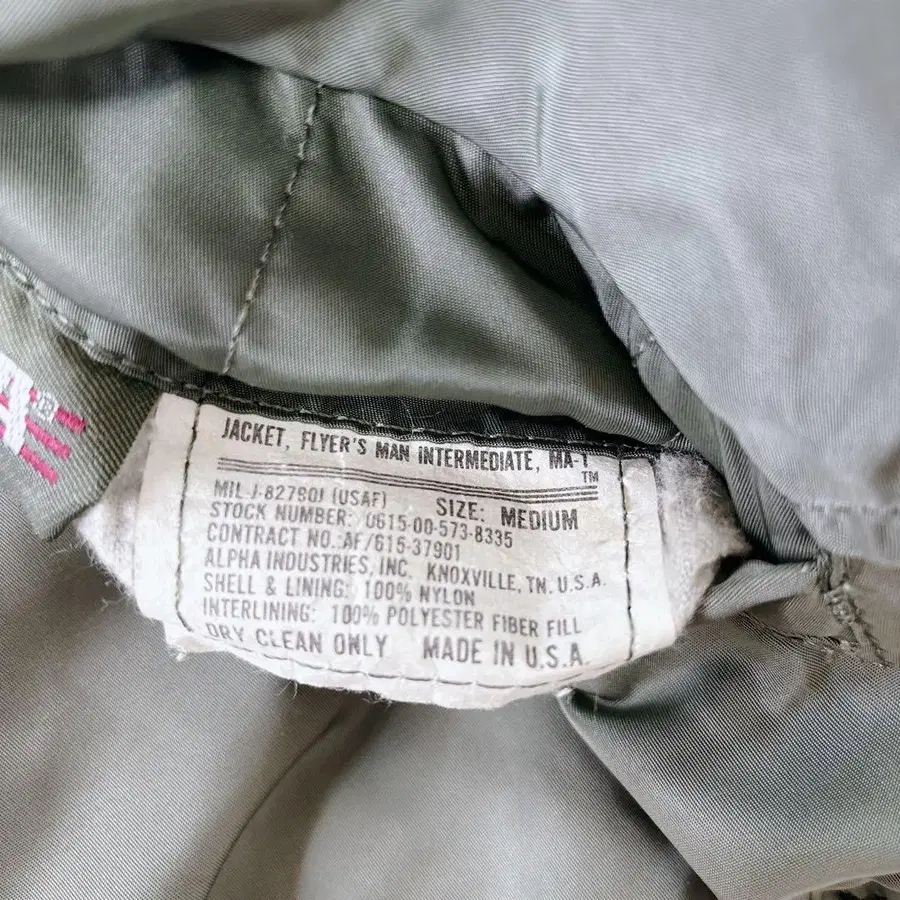 JACKET, FLYER'S MAN INTERMEDIATE, MA-1
TM
MIL-J-8278OJ (USAF) SIZE: MEDIUM
STOCK NUMBER: 0615-00-573-8335
CONTRACT NO.:AF/615-37901
ALPHA INDUSTRIES, INC. KNOXVILLE, TN. U.S.A.
SHELL & LINING: 100% NYLON
INTERLINING: 100% POLYESTER FIBER FILL
DRY CLEAN ONLY MADE IN U.S.A.